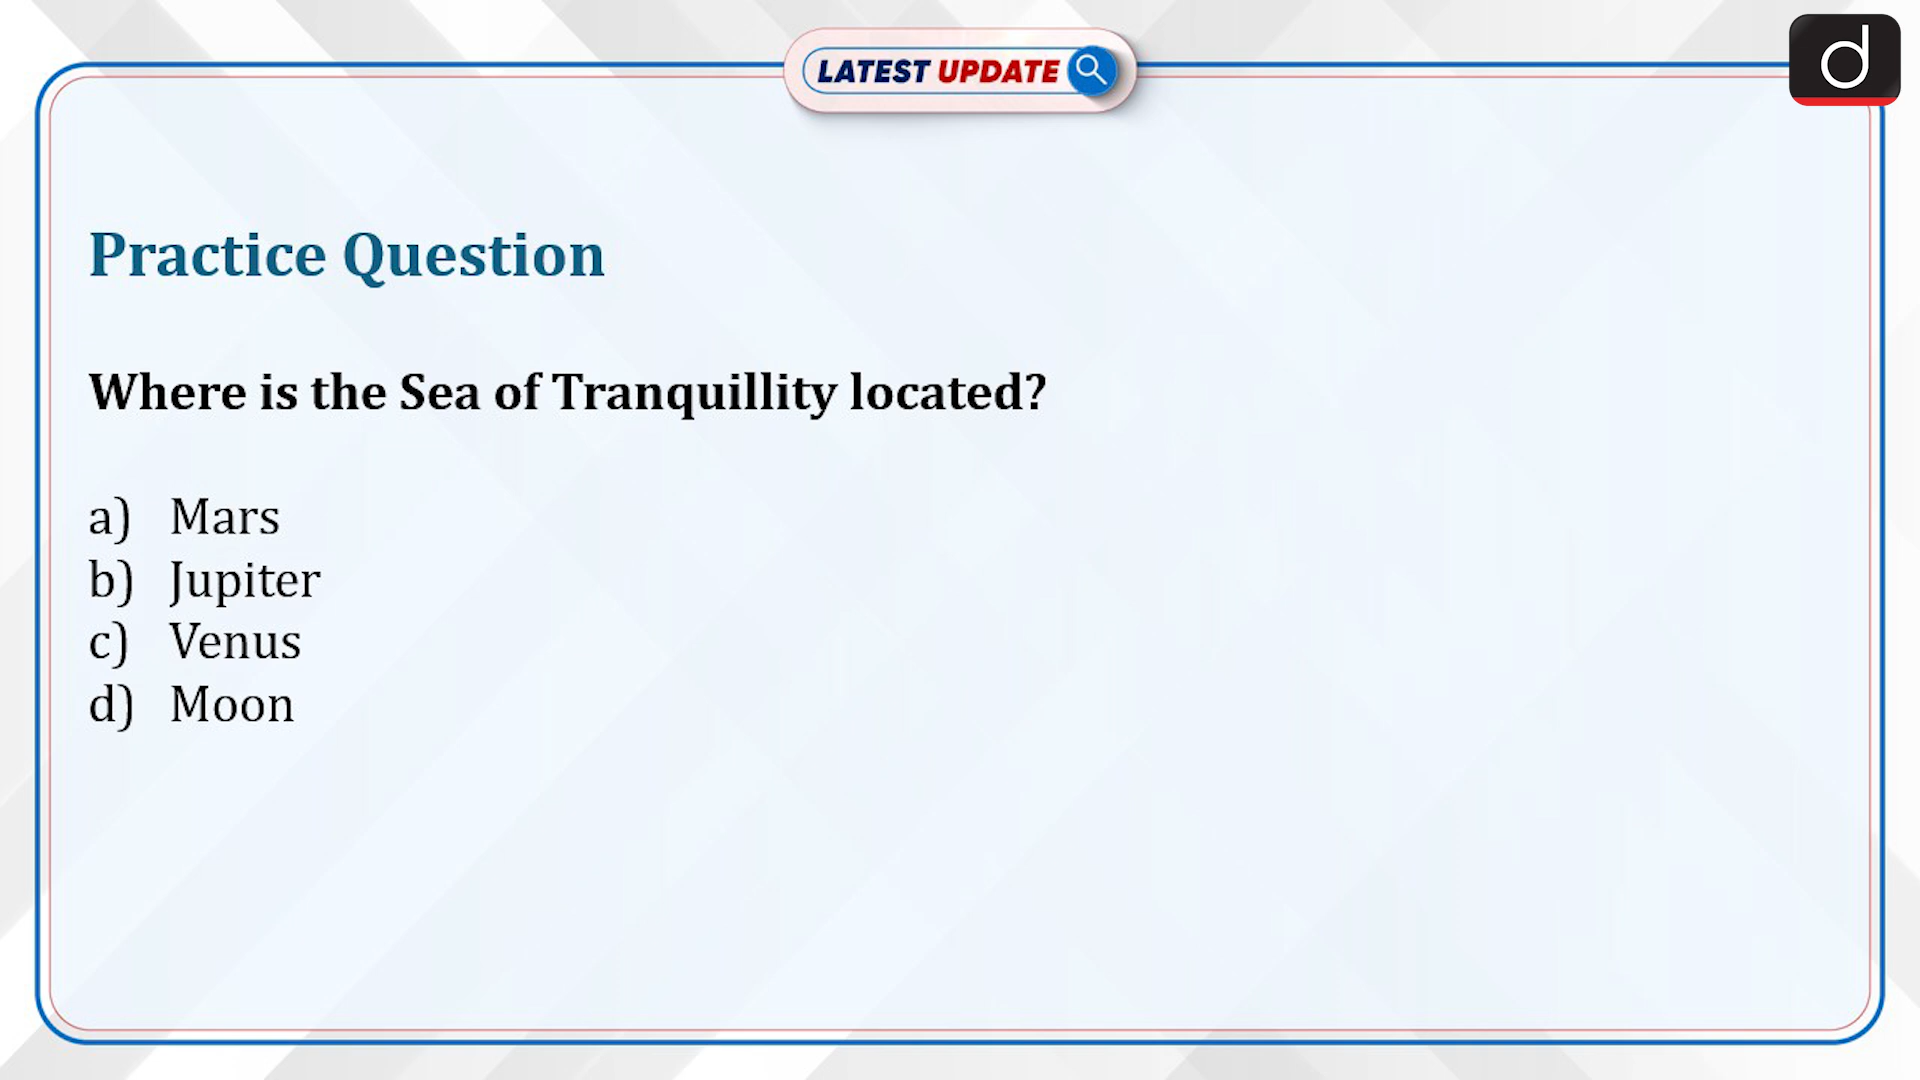 LATEST UPDATE
d
Practice Question
Where is the Sea of Tranquillity located?
a) Mars
b) Jupiter
c) Venus
d) Moon